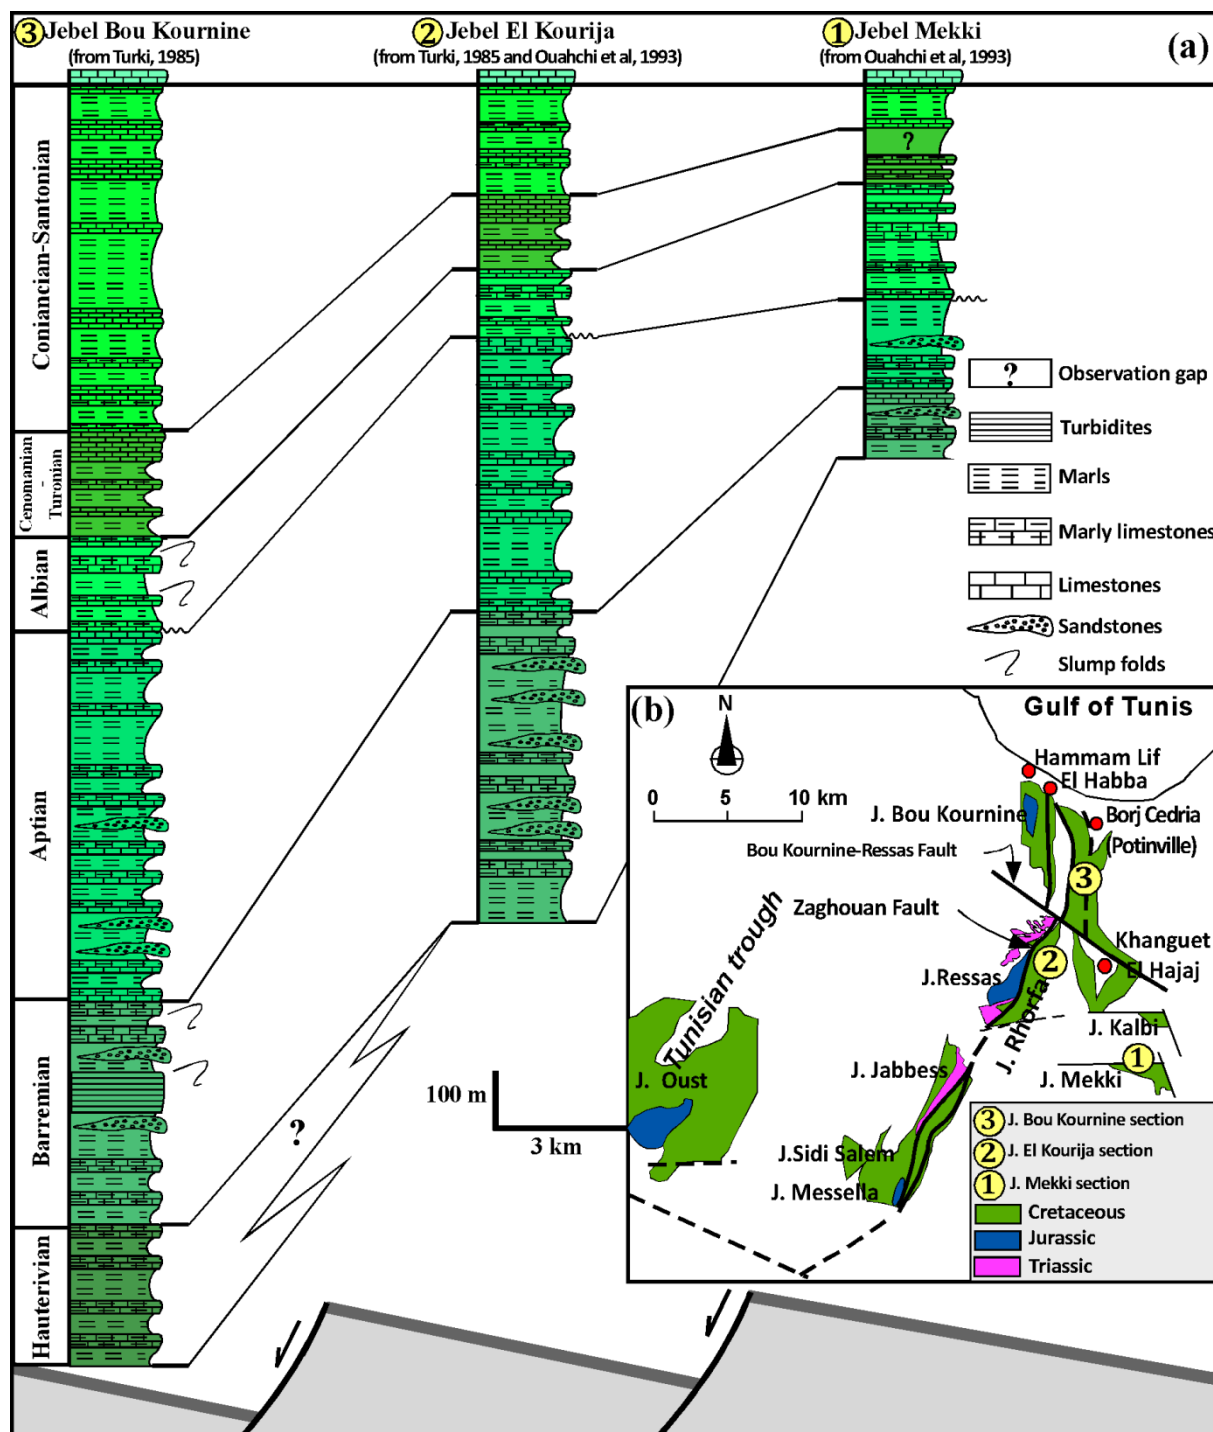 3 Jebel Bou Kournine
(from Turki, 1985)
2 Jebel El Kourija
(from Turki, 1985 and Ouahchi et al, 1993)
1 Jebel Mekki
(from Ouahchi et al, 1993)
(a)
Coniancian-Santonian
Cenomanian
-
Turonian
Albian
Aptian
Barremian
Hauterivian
?
?
? Observation gap
Turbidites
Marls
Marly limestones
Limestones
Sandstones
Slump folds
100 m
3 km
(b)
N
0 5 10 km
Gulf of Tunis
Hammam Lif
El Habba
J. Bou Kournine
Borj Cedria
(Potinville)
Bou Kournine-Ressas Fault
3
Zaghouan Fault
Khanguet
El Hajaj
2
J.Ressas
J. Rhorfa
Tunisian trough
J. Kalbi
1
J. Mekki
J. Jabbess
J. Oust
J.Sidi Salem
J. Messella
3 J. Bou Kournine section
2 J. El Kourija section
1 J. Mekki section
Cretaceous
Jurassic
Triassic